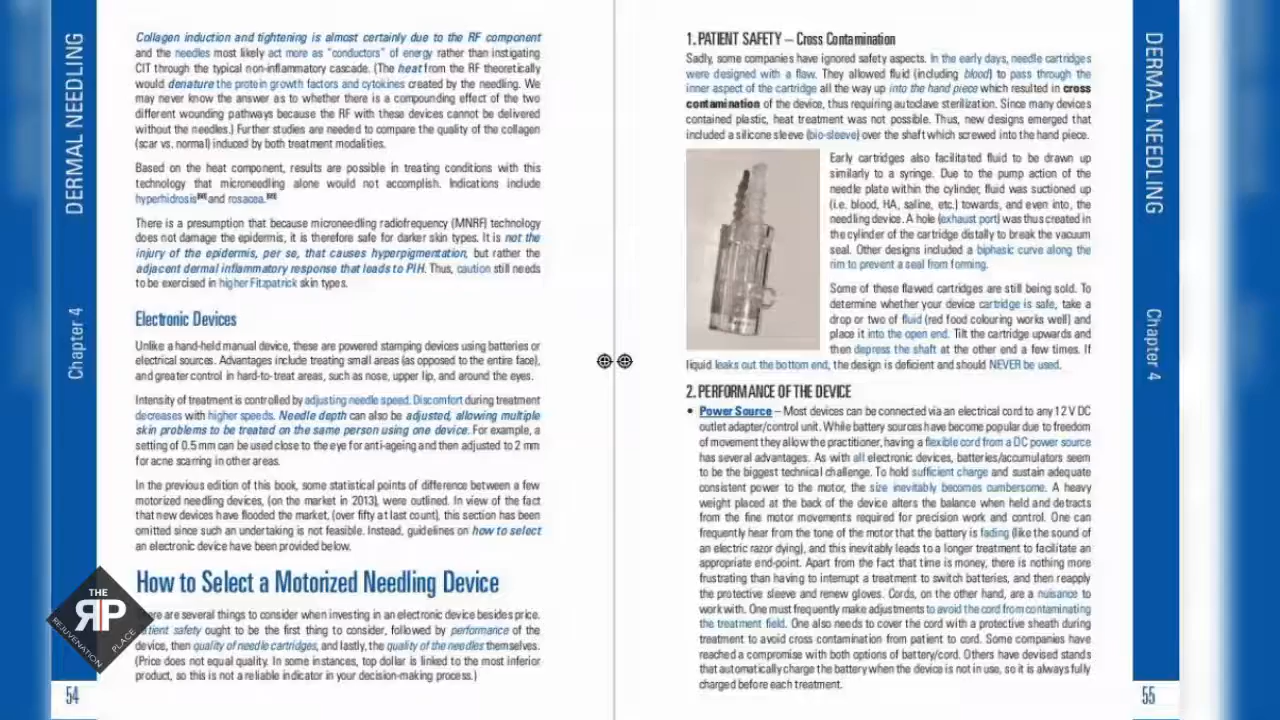 DERMAL NEEDLING
Chapter 4
Collagen induction and tightening is almost certainly due to the RF component
and the needles most likely act more as "conductors" of energy rather than instigating
CIT through the typical non-inflammatory cascade. (The heat from the RF theoretically
would denature the protein growth factors and cytokines created by the needling. We
may never know the answer as to whether there is a compounding effect of the two
different wounding pathways because the RF with these devices cannot be delivered
without the needles.) Further studies are needed to compare the quality of the collagen
(scar vs. normal) induced by both treatment modalities.
Based on the heat component, results are possible in treating conditions with this
technology that microneedling alone would not accomplish. Indications include
hyperhidrosis and rosacea.
There is a presumption that because microneedling radiofrequency (MNRF) technology
does not damage the epidermis, it is therefore safe for darker skin types. It is not the
injury of the epidermis, per se, that causes hyperpigmentation, but rather the
adjacent dermal inflammatory response that leads to PIH. Thus, caution still needs
to be exercised in higher Fitzpatrick skin types.
Electronic Devices
Unlike a hand-held manual device, these are powered stamping devices using batteries or
electrical sources. Advantages include treating small areas (as opposed to the entire face),
and greater control in hard-to-treat areas, such as nose, upper lip, and around the eyes.
Intensity of treatment is controlled by adjusting needle speed. Discomfort during treatment
decreases with higher speeds. Needle depth can also be adjusted, allowing multiple
skin problems to be treated on the same person using one device. For example, a
setting of 0.5 mm can be used close to the eye for anti-ageing and then adjusted to 2 mm
for acne scarring in other areas.
In the previous edition of this book, some statistical points of difference between a few
motorized needling devices, (on the market in 2013), were outlined. In view of the fact
that new devices have flooded the market, (over fifty at last count), this section has been
omitted since such an undertaking is not feasible. Instead, guidelines on how to select
an electronic device have been provided below.
How to Select a Motorized Needling Device
ere are several things to consider when investing in an electronic device besides price.
atient safety ought to be the first thing to consider, followed by performance of the
device, then quality of needle cartridges, and lastly, the quality of the needles themselves.
(Price does not equal quality. In some instances, top dollar is linked to the most inferior
product, so this is not a reliable indicator in your decision-making process.)
54
THE
RP
REJUVENATION
PLACE
1. PATIENT SAFETY – Cross Contamination
Sadly, some companies have ignored safety aspects. In the early days, needle cartridges
were designed with a flaw. They allowed fluid (including blood) to pass through the
inner aspect of the cartridge all the way up into the hand piece which resulted in cross
contamination of the device, thus requiring autoclave sterilization. Since many devices
contained plastic, heat treatment was not possible. Thus, new designs emerged that
included a silicone sleeve (bio-sleeve) over the shaft which screwed into the hand piece.
Early cartridges also facilitated fluid to be drawn up
similarly to a syringe. Due to the pump action of the
needle plate within the cylinder, fluid was suctioned up
(i.e. blood, HA, saline, etc.) towards, and even into, the
needling device. A hole (exhaust port) was thus created in
the cylinder of the cartridge distally to break the vacuum
seal. Other designs included a biphasic curve along the
rim to prevent a seal from forming.
Some of these flawed cartridges are still being sold. To
determine whether your device cartridge is safe, take a
drop or two of fluid (red food colouring works well) and
place it into the open end. Tilt the cartridge upwards and
then depress the shaft at the other end a few times. If
liquid leaks out the bottom end, the design is deficient and should NEVER be used.
2. PERFORMANCE OF THE DEVICE
• Power Source – Most devices can be connected via an electrical cord to any 12 V DC
outlet adapter/control unit. While battery sources have become popular due to freedom
of movement they allow the practitioner, having a flexible cord from a DC power source
has several advantages. As with all electronic devices, batteries/accumulators seem
to be the biggest technical challenge. To hold sufficient charge and sustain adequate
consistent power to the motor, the size inevitably becomes cumbersome. A heavy
weight placed at the back of the device alters the balance when held and detracts
from the fine motor movements required for precision work and control. One can
frequently hear from the tone of the motor that the battery is fading (like the sound of
an electric razor dying), and this inevitably leads to a longer treatment to facilitate an
appropriate end-point. Apart from the fact that time is money, there is nothing more
frustrating than having to interrupt a treatment to switch batteries, and then reapply
the protective sleeve and renew gloves. Cords, on the other hand, are a nuisance to
work with. One must frequently make adjustments to avoid the cord from contaminating
the treatment field. One also needs to cover the cord with a protective sheath during
treatment to avoid cross contamination from patient to cord. Some companies have
reached a compromise with both options of battery/cord. Others have devised stands
that automatically charge the battery when the device is not in use, so it is always fully
charged before each treatment.
DERMAL NEEDLING
Chapter 4
55